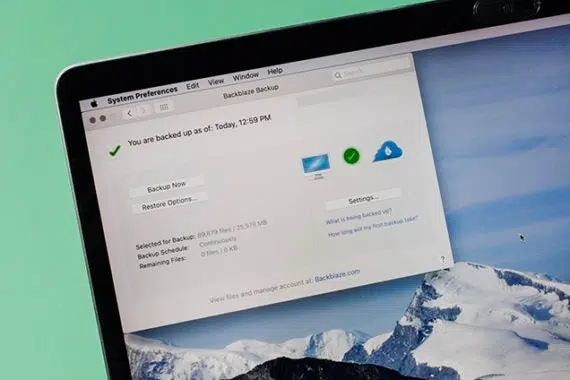 System Preferences Edit View Window Help
Backblaze Backup
Search
You are backed up as of: Today, 12:59 PM
Backup Now
Restore Options...
Settings...
What is being backed up?
How long will my first backup take?
Selected for Backup: 89,679 files / 25,575 MB
Backup Schedule: Continuously
Remaining Files: 0 files / 0 KB
?
View files and manage account at: Backblaze.com